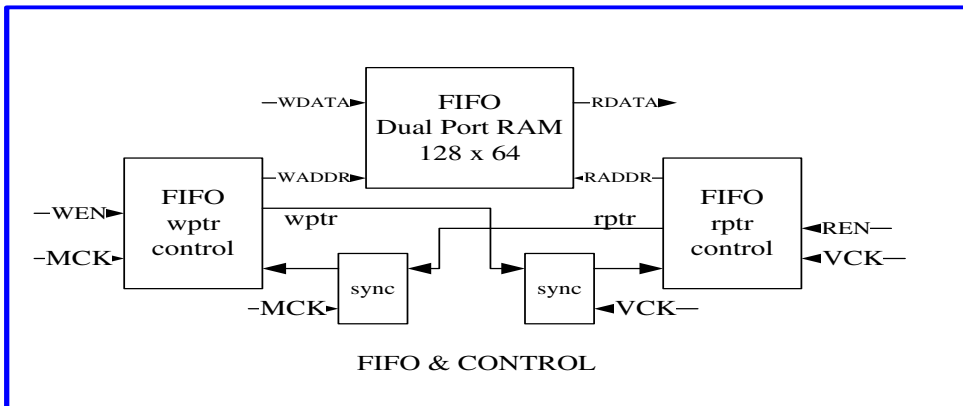 WDATA
FIFO
Dual Port RAM
128 x 64
RDATA
WADDR
RADDR
FIFO
wptr
control
WEN
MCK
wptr
rptr
FIFO
rptr
control
REN
VCK
sync
MCK
sync
VCK
FIFO & CONTROL